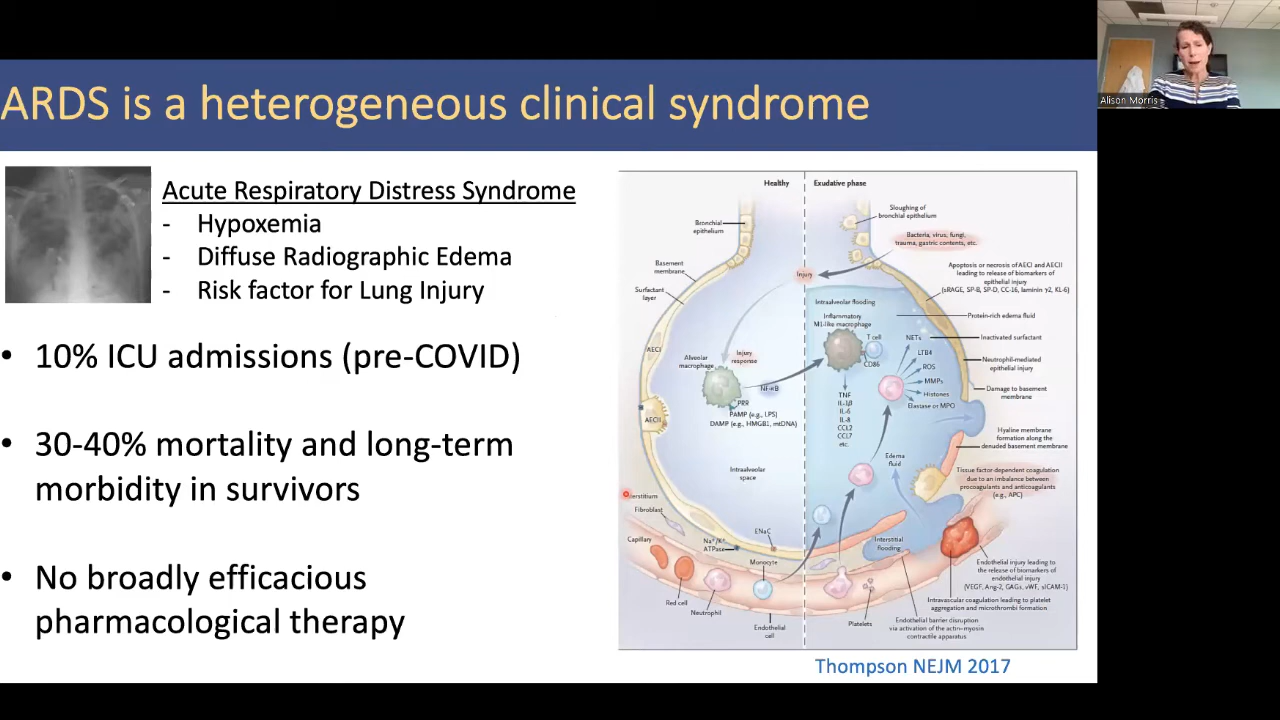 ARDS is a heterogeneous clinical syndrome
Alison Morris
Acute Respiratory Distress Syndrome
- Hypoxemia
- Diffuse Radiographic Edema
- Risk factor for Lung Injury
• 10% ICU admissions (pre-COVID)
• 30-40% mortality and long-term
morbidity in survivors
• No broadly efficacious
pharmacological therapy
Healthy
Exudative phase
Bronchial
epithelium
Sloughing of
bronchial epithelium
Bacteria, virus, fungi,
trauma, gastric contents, etc.
Basement
membrane
Injury
Apoptosis or necrosis of AECI and AECII
leading to release of biomarkers of
epithelial injury
(sRAGE, SP-B, SP-D, CC-16, laminin γ2, KL-6)
Surfactant
layer
Intraalveolar flooding
Inflammatory
M1-like macrophage
Protein-rich edema fluid
T cell
NETs
Inactivated surfactant
AECI
Alveolar
macrophage
Injury
response
CD86
LTB4
ROS
MMPs
Histones
Elastase or MPO
Neutrophil-mediated
epithelial injury
NF-κB
PRR
PAMP (e.g., LPS)
DAMP (e.g., HMGB1, mtDNA)
TNF
IL-1β
IL-6
IL-8
CCL2
CCL7
etc.
Damage to basement
membrane
AECII
Hyaline membrane
formation along the
denuded basement membrane
Edema
fluid
Intraalveolar
space
Tissue factor-dependent coagulation
due to an imbalance between
procoagulants and anticoagulants
(e.g., APC)
Fibroblast
Capillary
Na⁺/K⁺
ATPase
ENaC
Monocyte
Interstitial
flooding
Endothelial injury leading to
the release of biomarkers of
endothelial injury
(VEGF, Ang-2, GAGs, vWF, sICAM-1)
Red cell
Neutrophil
Endothelial
cell
Platelets
Intravascular coagulation leading to platelet
aggregation and microthrombi formation
Endothelial barrier disruption
via activation of the actin-myosin
contractile apparatus
Thompson NEJM 2017